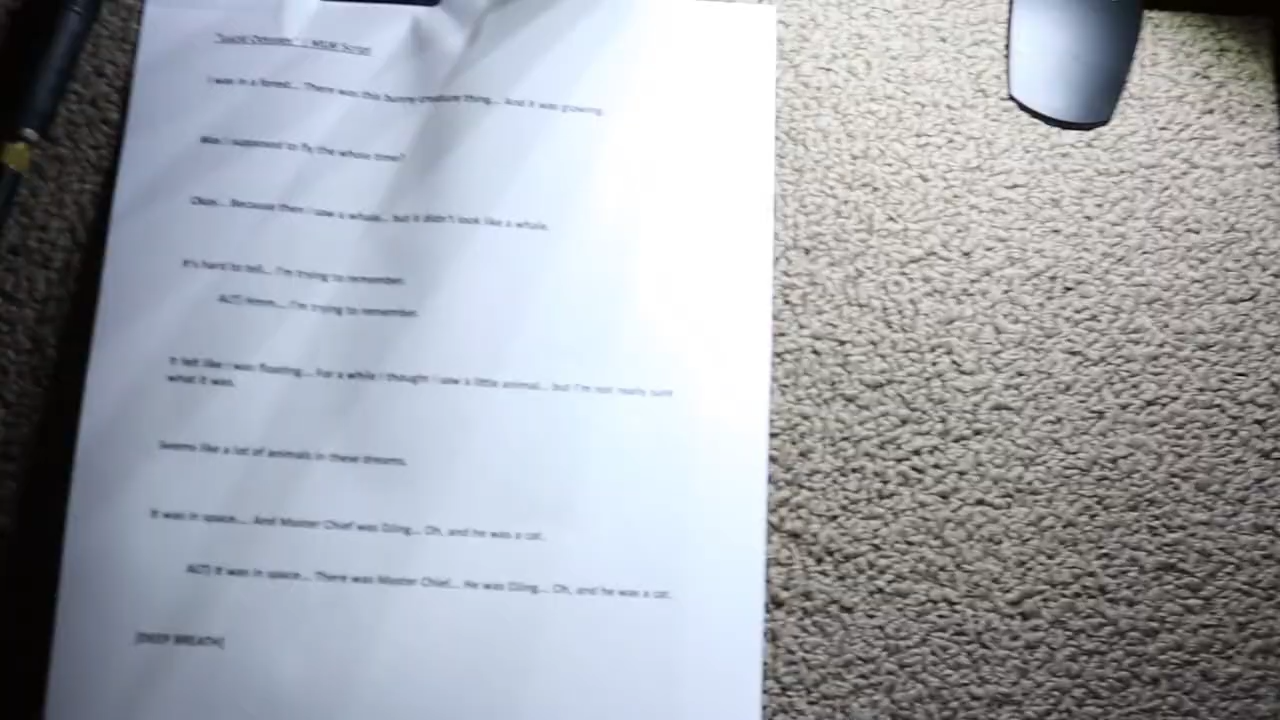 "Lucid Dreams" – Script
I was in a forest... There was this bunny creature thing... And it was glowing.
Was I supposed to fly the whole time?
Okay... Because then I saw a whale... but it didn't look like a whale.
It's hard to tell... I'm trying to remember.
ALT) Hmm... I'm trying to remember.
It felt like I was floating... For a while I thought I saw a little animal... but I'm not really sure
what it was.
Seems like a lot of animals in these dreams.
It was in space... And Master Chief was DJing... Oh, and he was a cat.
ALT) It was in space... There was Master Chief... He was DJing... Oh, and he was a cat.
[DEEP BREATH]